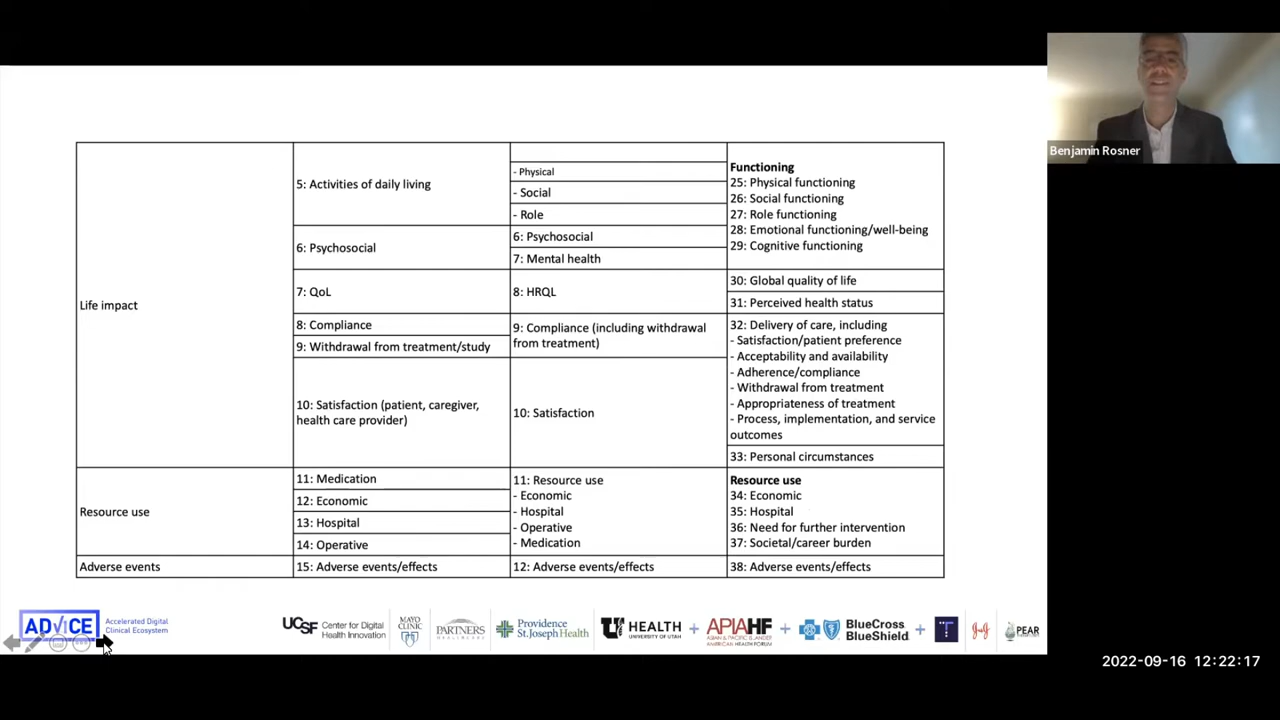 Benjamin Rosner
Life impact
5: Activities of daily living
- Physical
- Social
- Role
Functioning
25: Physical functioning
26: Social functioning
27: Role functioning
28: Emotional functioning/well-being
29: Cognitive functioning
6: Psychosocial
6: Psychosocial
7: Mental health
7: QoL
8: HRQL
30: Global quality of life
31: Perceived health status
8: Compliance
9: Withdrawal from treatment/study
9: Compliance (including withdrawal
from treatment)
32: Delivery of care, including
- Satisfaction/patient preference
- Acceptability and availability
- Adherence/compliance
- Withdrawal from treatment
- Appropriateness of treatment
- Process, implementation, and service
outcomes
10: Satisfaction (patient, caregiver,
health care provider)
10: Satisfaction
33: Personal circumstances
Resource use
11: Medication
12: Economic
13: Hospital
14: Operative
11: Resource use
- Economic
- Hospital
- Operative
- Medication
Resource use
34: Economic
35: Hospital
36: Need for further intervention
37: Societal/career burden
Adverse events
15: Adverse events/effects
12: Adverse events/effects
38: Adverse events/effects
ADVICE
Accelerated Digital
Clinical Ecosystem
UCSF
Center for Digital
Health Innovation
MAYO
CLINIC
PARTNERS
HEALTHCARE
Providence
St.Joseph Health
HEALTH
UNIVERSITY OF UTAH
+
APIAHF
ASIAN & PACIFIC ISLANDER
AMERICAN HEALTH FORUM
+
BlueCross
BlueShield
+
PEAR
2022-09-16 12:22:17